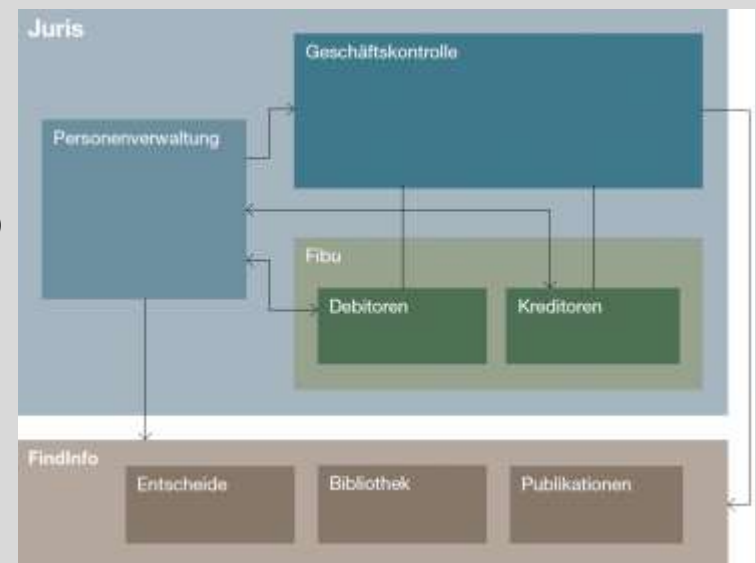 Juris
Geschäftskontrolle
Personenverwaltung
Fibu
Debitoren
Kreditoren
FindInfo
Entscheide
Bibliothek
Publikationen